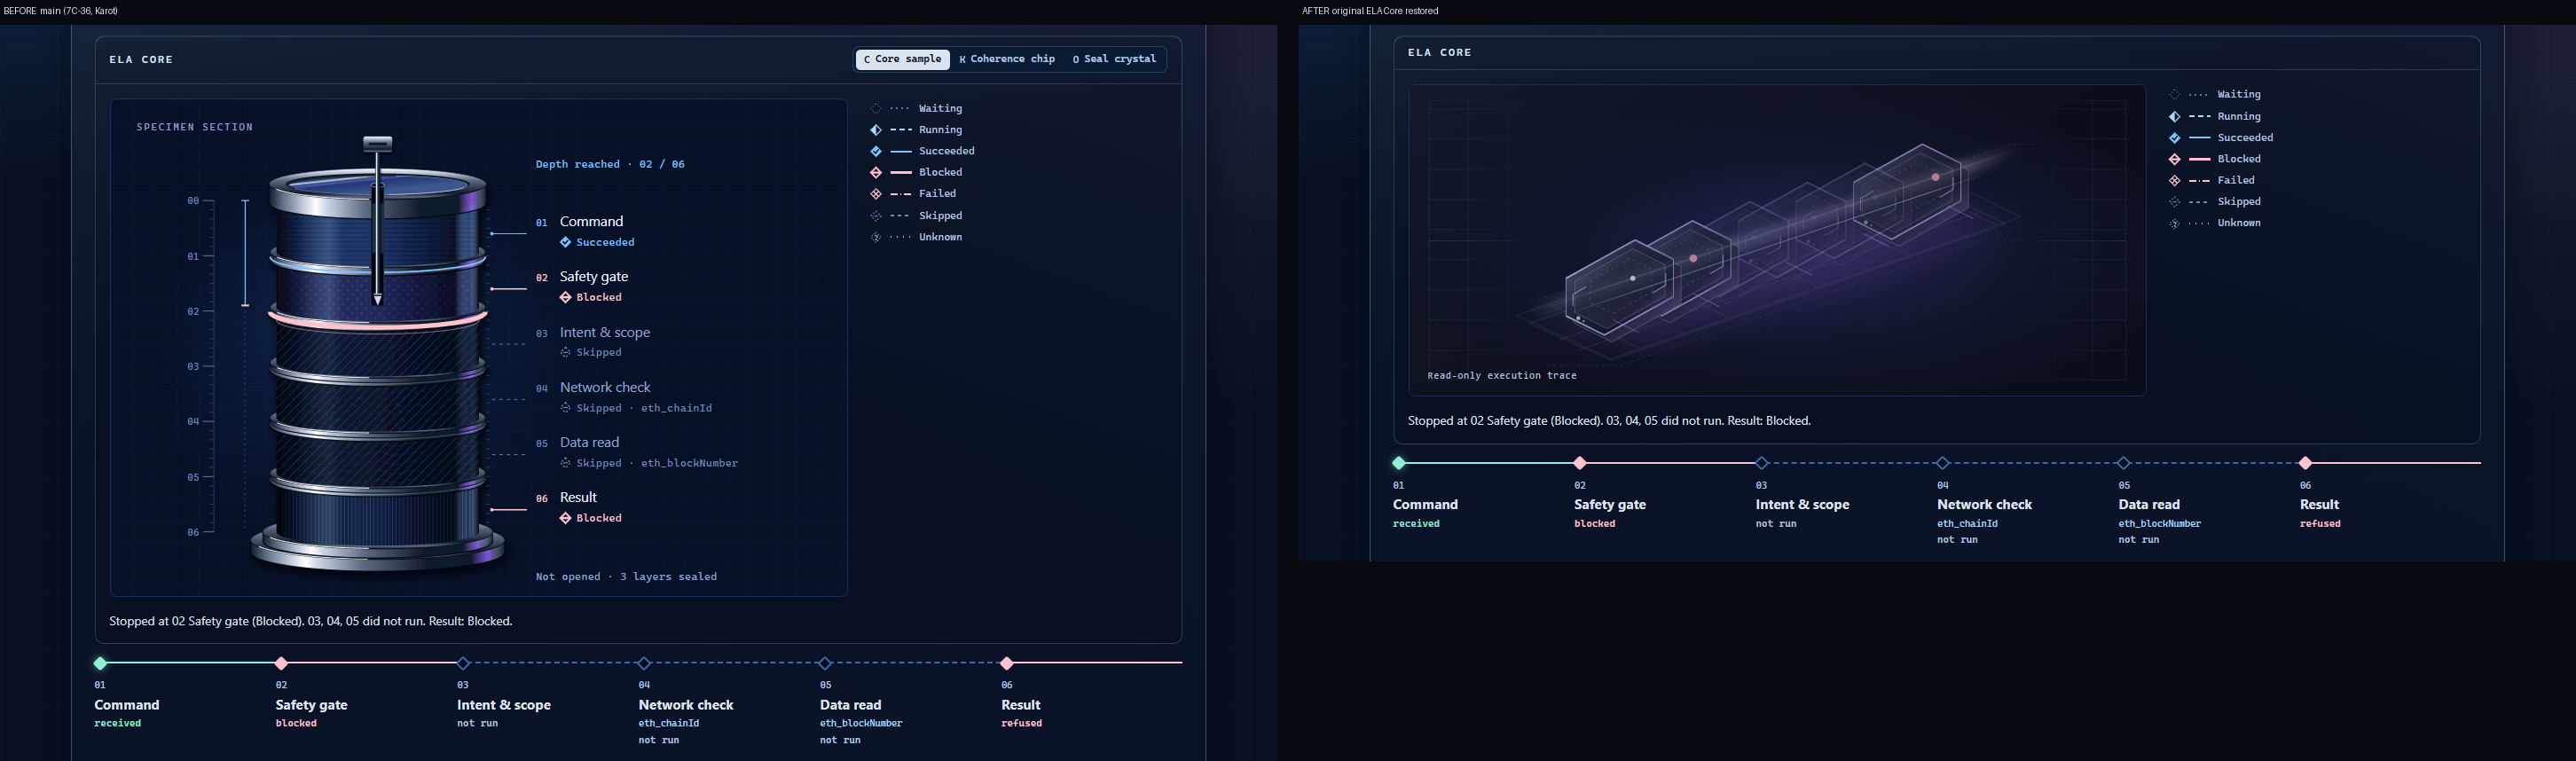 BEFORE main (7C-36, Karot)
ELA CORE
C Core sample K Coherence chip O Seal crystal
SPECIMEN SECTION
Depth reached · 02 / 06
00
01
02
03
04
05
06
01 Command
Succeeded
02 Safety gate
Blocked
03 Intent & scope
Skipped
04 Network check
Skipped · eth_chainId
05 Data read
Skipped · eth_blockNumber
06 Result
Blocked
Not opened · 3 layers sealed
Waiting
Running
Succeeded
Blocked
Failed
Skipped
Unknown
Stopped at 02 Safety gate (Blocked). 03, 04, 05 did not run. Result: Blocked.
01
Command
received
02
Safety gate
blocked
03
Intent & scope
not run
04
Network check
eth_chainId
not run
05
Data read
eth_blockNumber
not run
06
Result
refused
AFTER original ELACore restored
ELA CORE
Read-only execution trace
Waiting
Running
Succeeded
Blocked
Failed
Skipped
Unknown
Stopped at 02 Safety gate (Blocked). 03, 04, 05 did not run. Result: Blocked.
01
Command
received
02
Safety gate
blocked
03
Intent & scope
not run
04
Network check
eth_chainId
not run
05
Data read
eth_blockNumber
not run
06
Result
refused